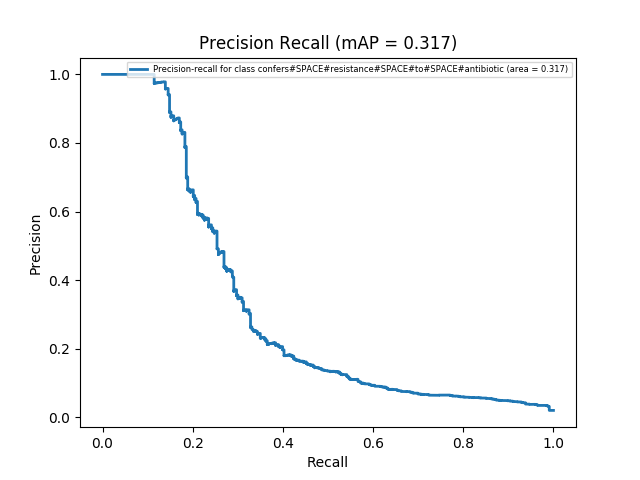 Precision Recall (mAP = 0.317)
Precision-recall for class confers#SPACE#resistance#SPACE#to#SPACE#antibiotic (area = 0.317)
1.0
0.8
0.6
0.4
0.2
0.0
Precision
0.0 0.2 0.4 0.6 0.8 1.0
Recall